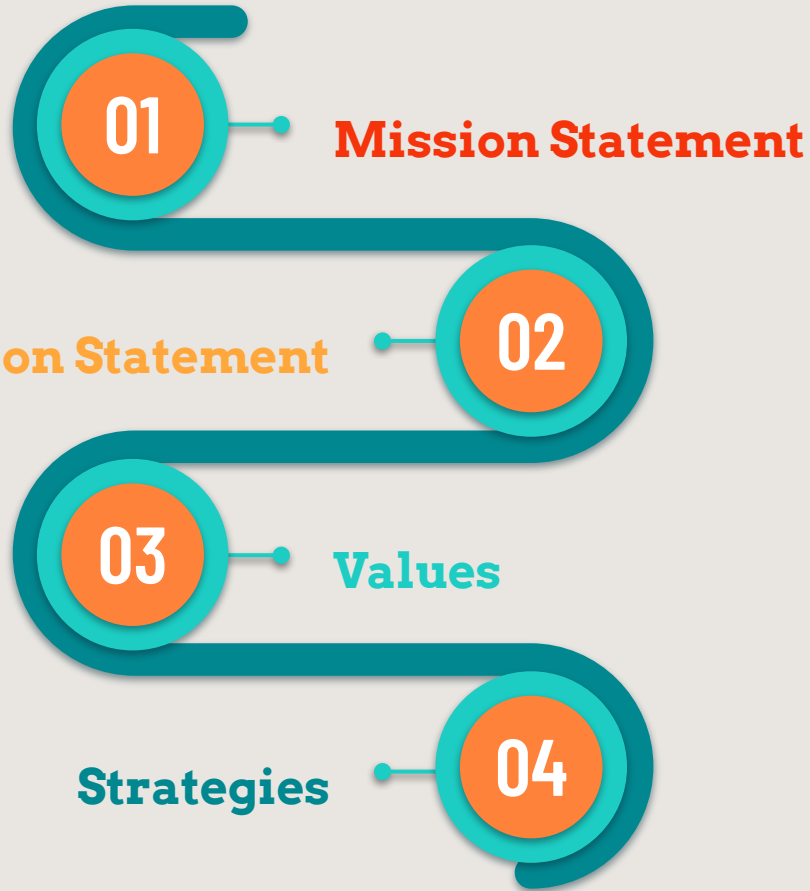 01
Mission Statement
on Statement
02
03
Values
Strategies
04